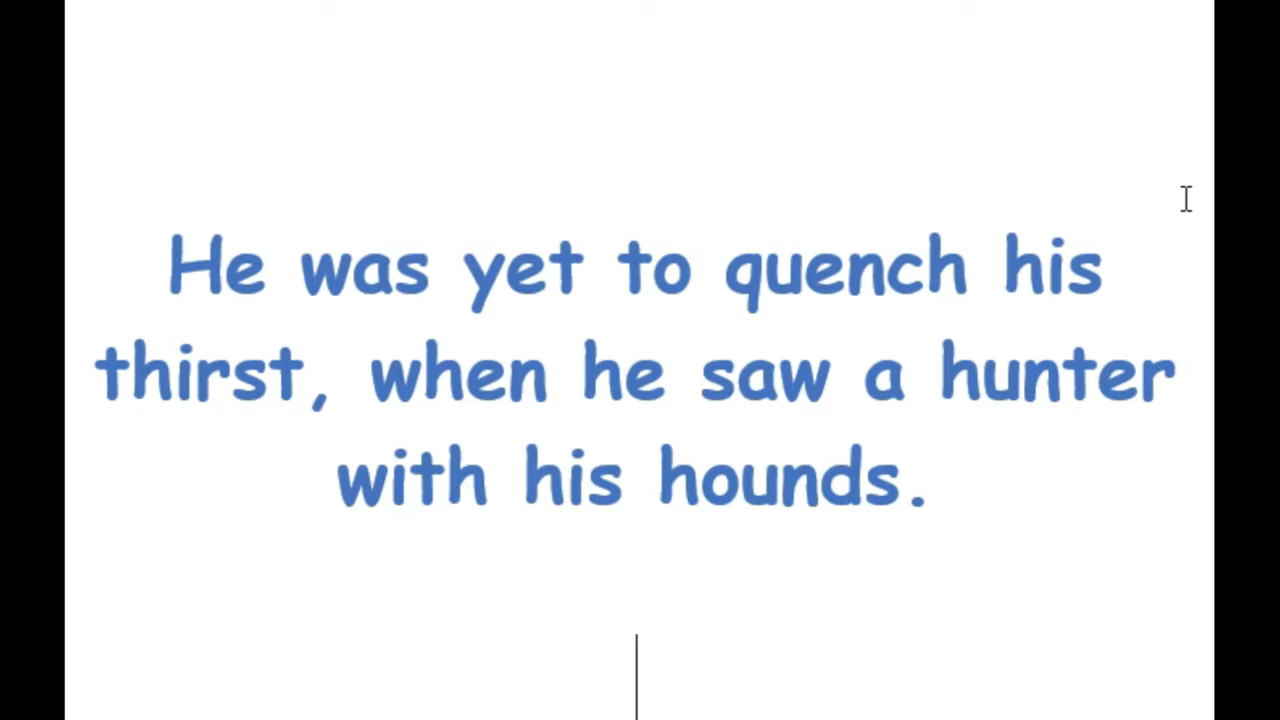 He was yet to quench his
thirst, when he saw a hunter
with his hounds.